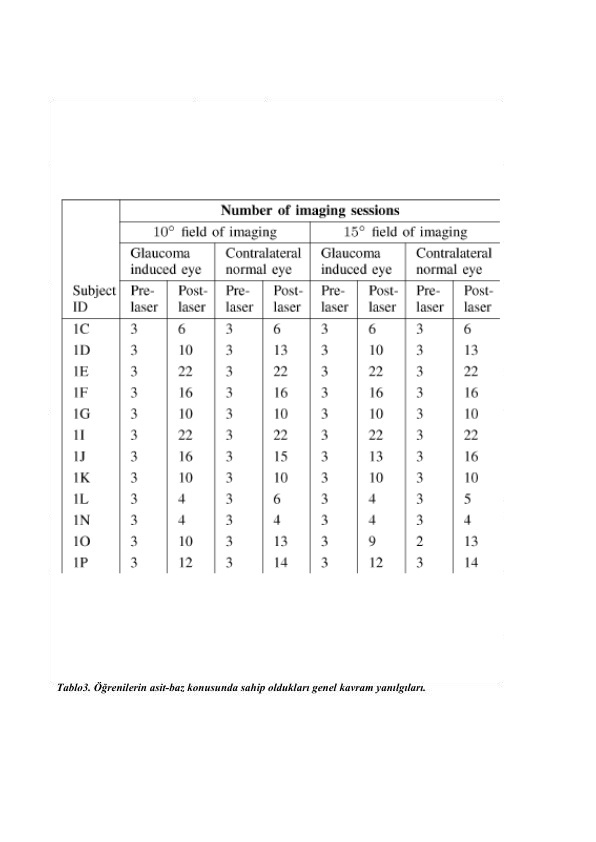 Number of imaging sessions
10° field of imaging 15° field of imaging
Glaucoma induced eye Contralateral normal eye Glaucoma induced eye Contralateral normal eye
Subject ID Pre-laser Post-laser Pre-laser Post-laser Pre-laser Post-laser Pre-laser Post-laser
1C 3 6 3 6 3 6 3 6
1D 3 10 3 13 3 10 3 13
1E 3 22 3 22 3 22 3 22
1F 3 16 3 16 3 16 3 16
1G 3 10 3 10 3 10 3 10
1I 3 22 3 22 3 22 3 22
1J 3 16 3 15 3 13 3 16
1K 3 10 3 10 3 10 3 10
1L 3 4 3 6 3 4 3 5
1N 3 4 3 4 3 4 3 4
1O 3 10 3 13 3 9 2 13
1P 3 12 3 14 3 12 3 14
Tablo3. Öğrenilerin asit-baz konusunda sahip oldukları genel kavram yanılgıları.